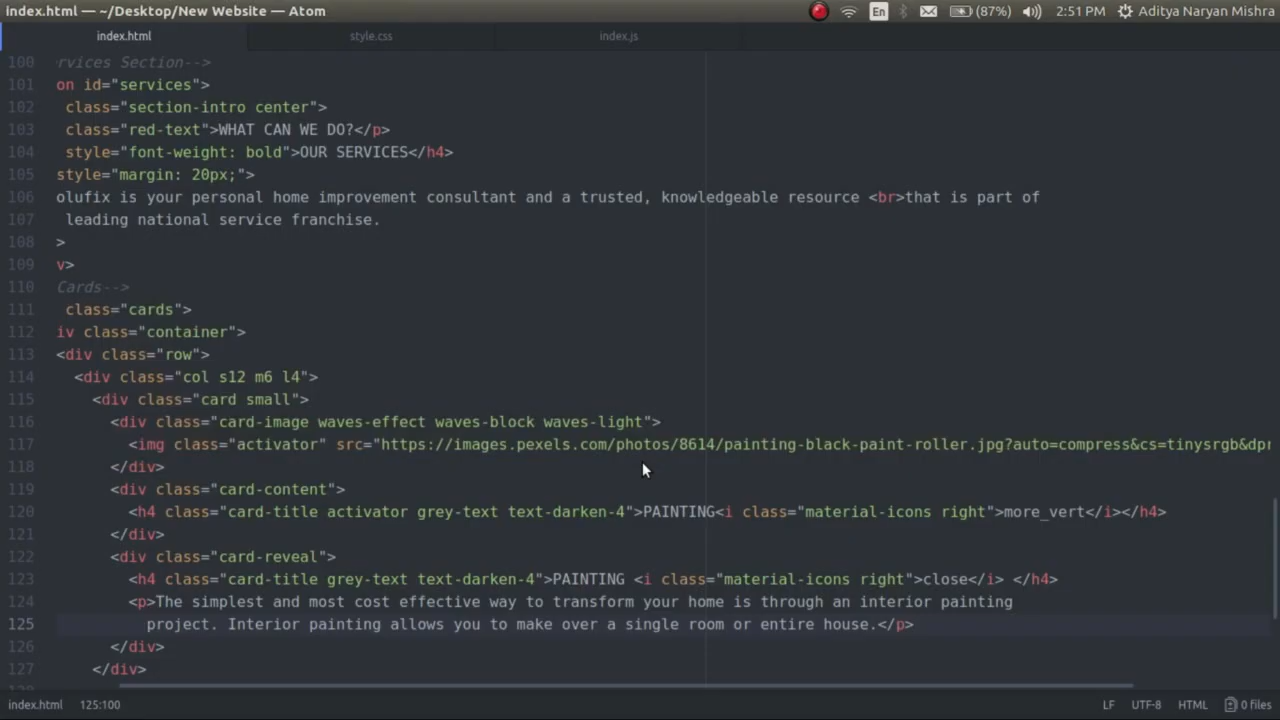 index.html — ~/Desktop/New Website — Atom
En (87%) 2:51 PM Aditya Naryan Mishra
index.html style.css index.js
100 rvices Section-->
101 on id="services">
102 class="section-intro center">
103 class="red-text">WHAT CAN WE DO?</p>
104 style="font-weight: bold">OUR SERVICES</h4>
105 style="margin: 20px;">
106 olufix is your personal home improvement consultant and a trusted, knowledgeable resource <br>that is part of
107 leading national service franchise.
108 >
109 v>
110 Cards-->
111 class="cards">
112 iv class="container">
113 <div class="row">
114 <div class="col s12 m6 l4">
115 <div class="card small">
116 <div class="card-image waves-effect waves-block waves-light">
117 <img class="activator" src="https://images.pexels.com/photos/8614/painting-black-paint-roller.jpg?auto=compress&cs=tinysrgb&dpr
118 </div>
119 <div class="card-content">
120 <h4 class="card-title activator grey-text text-darken-4">PAINTING<i class="material-icons right">more_vert</i></h4>
121 </div>
122 <div class="card-reveal">
123 <h4 class="card-title grey-text text-darken-4">PAINTING <i class="material-icons right">close</i> </h4>
124 <p>The simplest and most cost effective way to transform your home is through an interior painting
125 project. Interior painting allows you to make over a single room or entire house.</p>
126 </div>
127 </div>
index.html 125:100 LF UTF-8 HTML 0 files